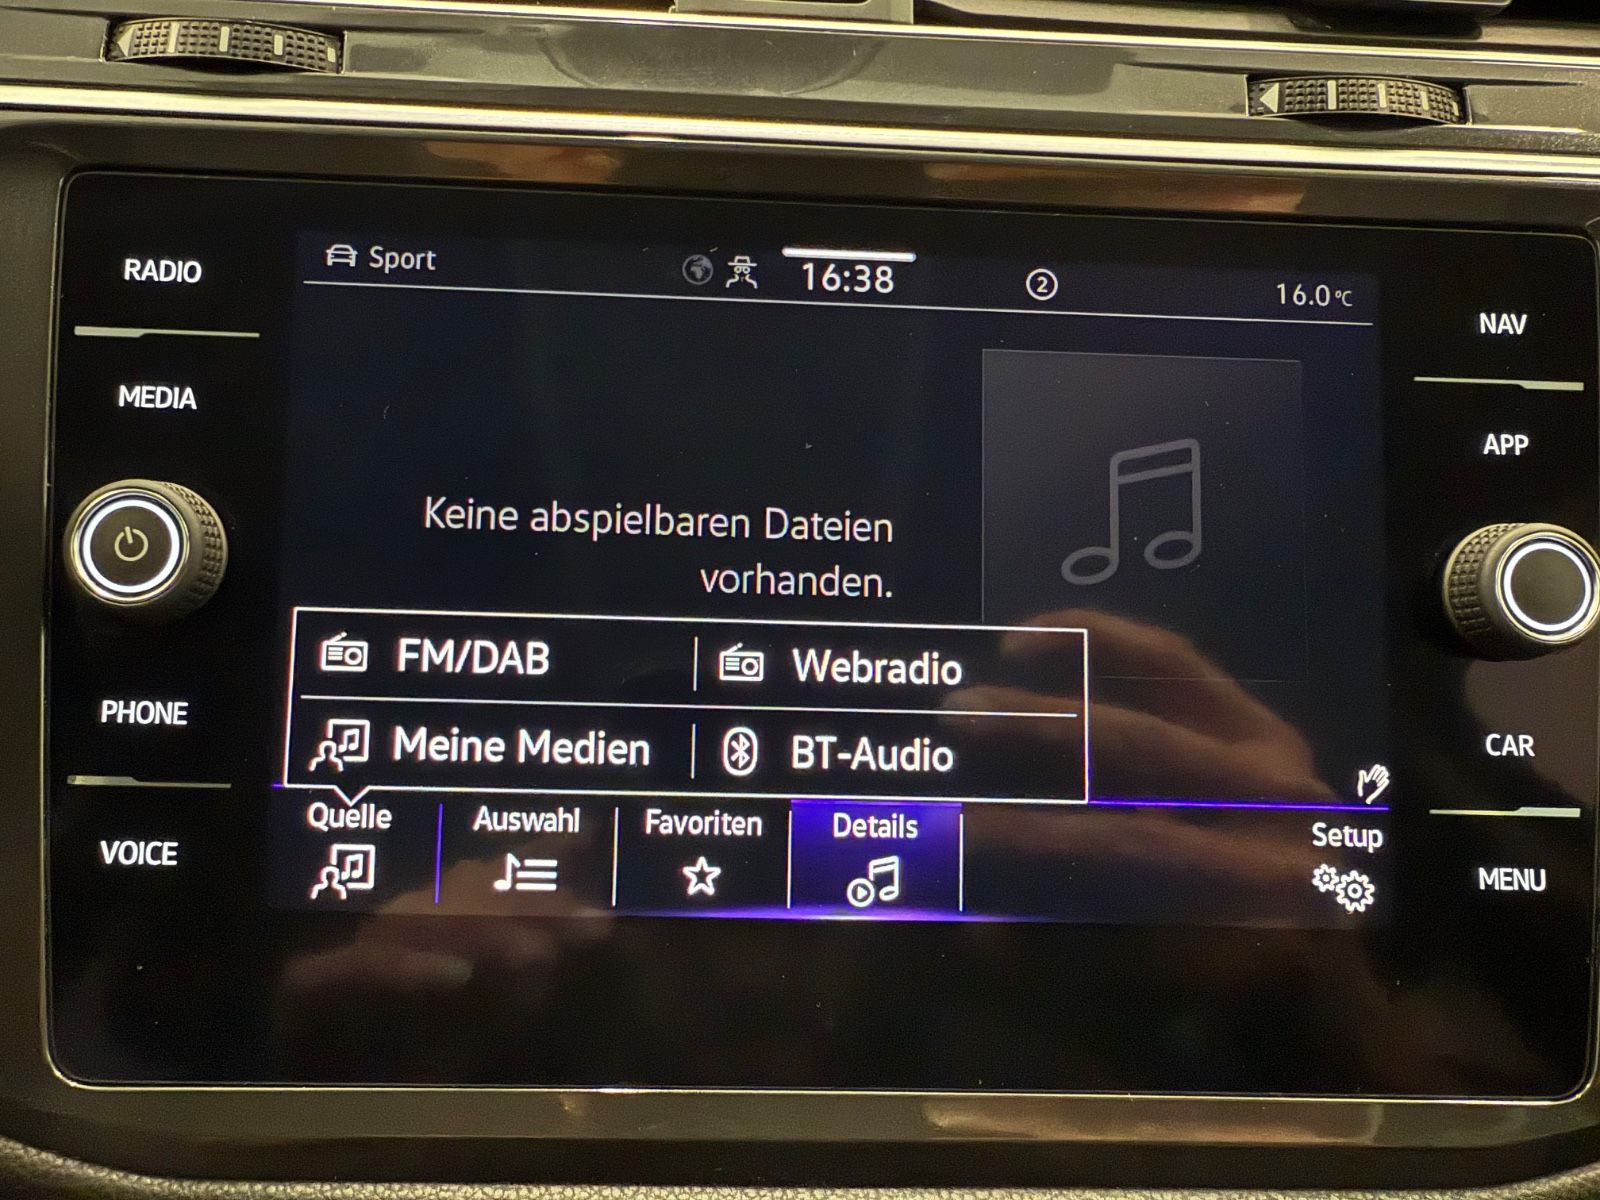 RADIO
MEDIA
PHONE
VOICE
Sport
16:38
2
16.0°C
Keine abspielbaren Dateien
vorhanden.
FM/DAB
Webradio
Meine Medien
BT-Audio
Quelle
Auswahl
Favoriten
Details
Setup
NAV
APP
CAR
MENU